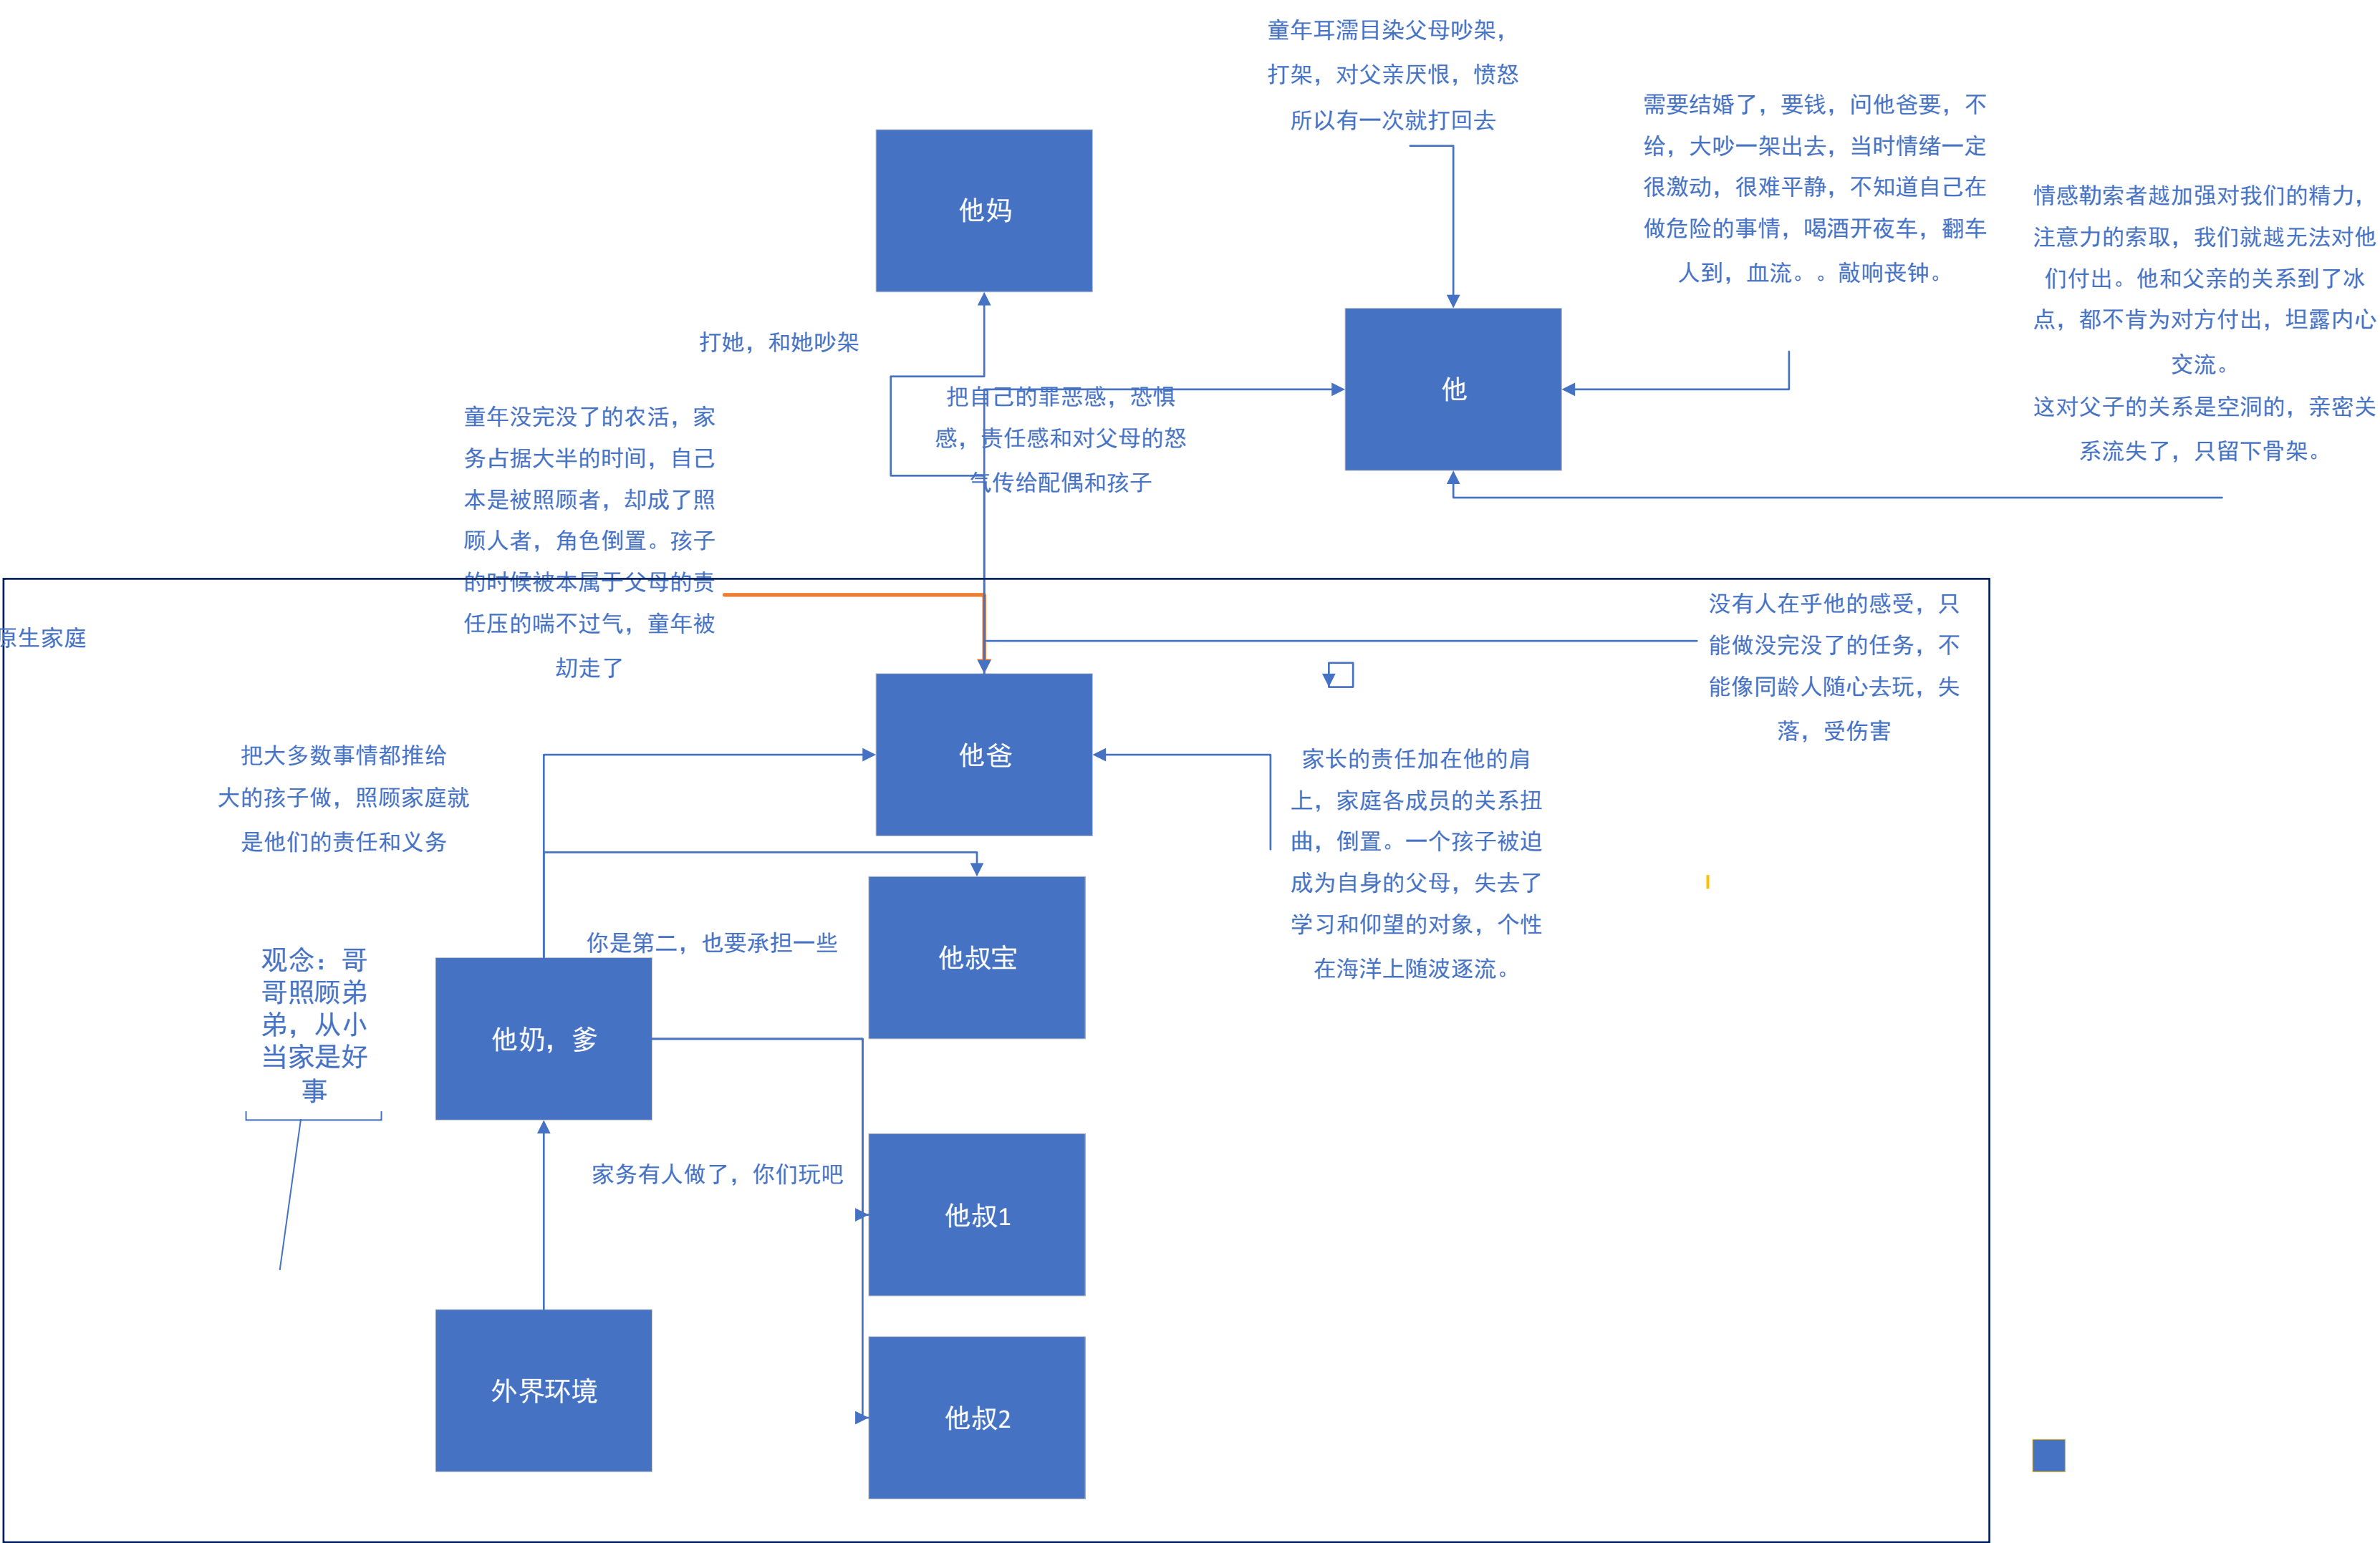 童年耳濡目染父母吵架，
打架，对父亲厌恨，愤怒
所以有一次就打回去
需要结婚了，要钱，问他爸要，不
给，大吵一架出去，当时情绪一定
很激动，很难平静，不知道自己在
做危险的事情，喝酒开夜车，翻车
人到，血流。。敲响丧钟。
情感勒索者越加强对我们的精力，
注意力的索取，我们就越无法对他
们付出。他和父亲的关系到了冰
点，都不肯为对方付出，坦露内心
交流。
这对父子的关系是空洞的，亲密关
系流失了，只留下骨架。
他妈
他
打她，和她吵架
把自己的罪恶感，恐惧
感，责任感和对父母的怒
气传给配偶和孩子
童年没完没了的农活，家
务占据大半的时间，自己
本是被照顾者，却成了照
顾人者，角色倒置。孩子
的时候被本属于父母的责
任压的喘不过气，童年被
刧走了
原生家庭
没有人在乎他的感受，只
能做没完没了的任务，不
能像同龄人随心去玩，失
落，受伤害
他爸
把大多数事情都推给
大的孩子做，照顾家庭就
是他们的责任和义务
家长的责任加在他的肩
上，家庭各成员的关系扭
曲，倒置。一个孩子被迫
成为自身的父母，失去了
学习和仰望的对象，个性
在海洋上随波逐流。
你是第二，也要承担一些
他叔宝
观念：哥
哥照顾弟
弟，从小
当家是好
事
他奶，爹
家务有人做了，你们玩吧
他叔1
外界环境
他叔2